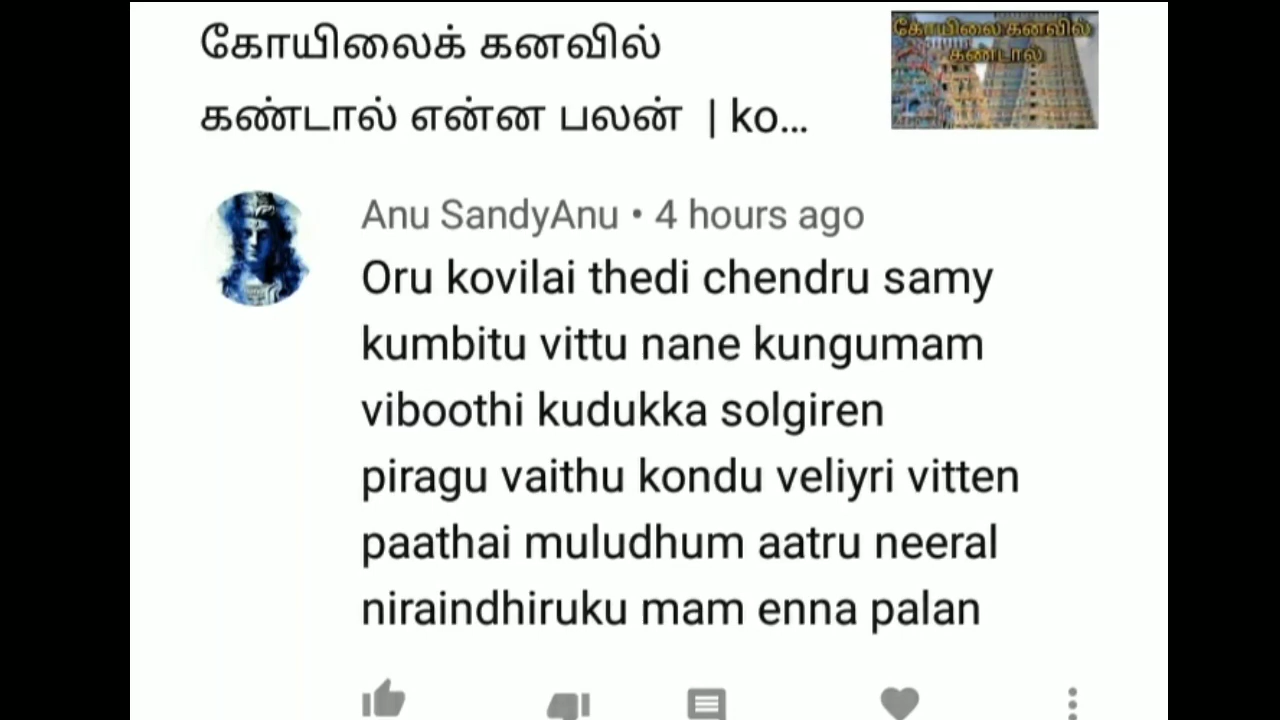 கோயிலைக் கனவில்
கண்டால் என்ன பலன் | ko...
கோயிலை கனவில்
கண்டால்
Anu SandyAnu • 4 hours ago
Oru kovilai thedi chendru samy
kumbitu vittu nane kungumam
viboothi kudukka solgiren
piragu vaithu kondu veliyri vitten
paathai muludhum aatru neeral
niraindhiruku mam enna palan